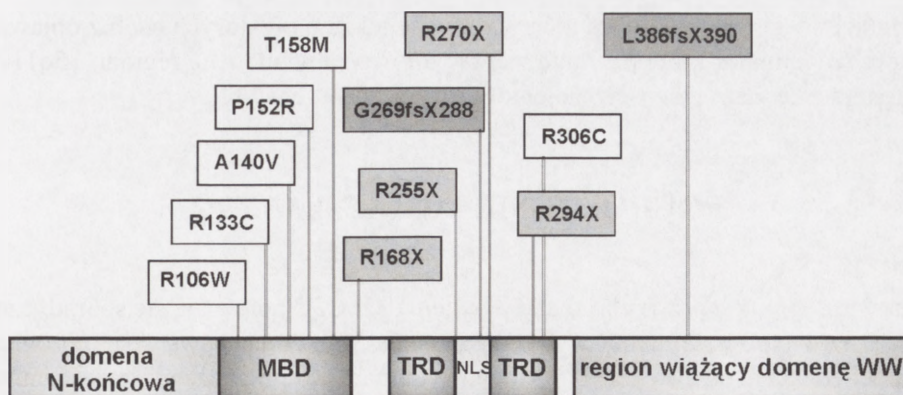 T158M
R270X
L386fsX390
P152R
G269fsX288
A140V
R306C
R133C
R255X
R294X
R106W
R168X
domena
N-końcowa
MBD
TRD
NLS
TRD
region wiążący domenę WW